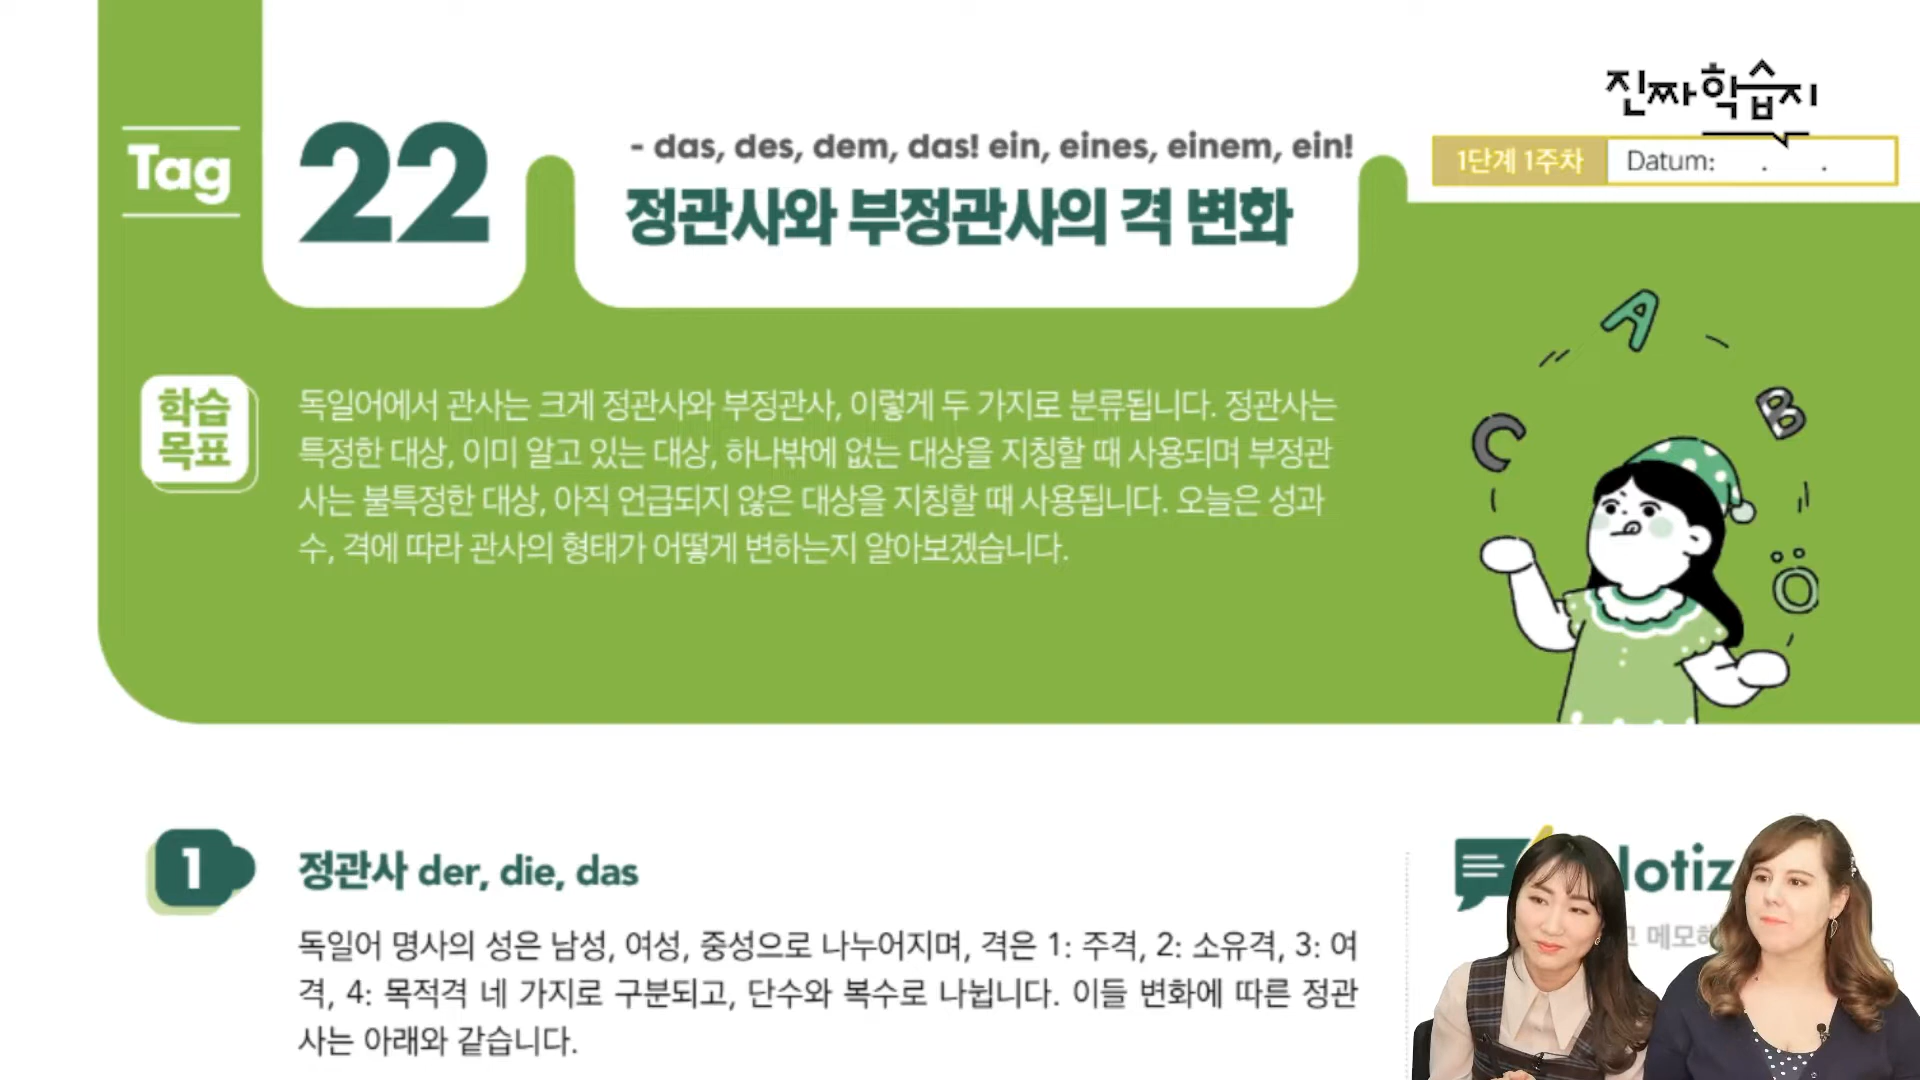 진짜학습지
Tag
22
- das, des, dem, das! ein, eines, einem, ein!
정관사와 부정관사의 격 변화
1단계 1주차
Datum: . .
A
B
C
Ö
학습
목표
독일어에서 관사는 크게 정관사와 부정관사, 이렇게 두 가지로 분류됩니다. 정관사는
특정한 대상, 이미 알고 있는 대상, 하나밖에 없는 대상을 지칭할 때 사용되며 부정관
사는 불특정한 대상, 아직 언급되지 않은 대상을 지칭할 때 사용됩니다. 오늘은 성과
수, 격에 따라 관사의 형태가 어떻게 변하는지 알아보겠습니다.
1
정관사 der, die, das
독일어 명사의 성은 남성, 여성, 중성으로 나누어지며, 격은 1: 주격, 2: 소유격, 3: 여
격, 4: 목적격 네 가지로 구분되고, 단수와 복수로 나뉩니다. 이들 변화에 따른 정관
사는 아래와 같습니다.